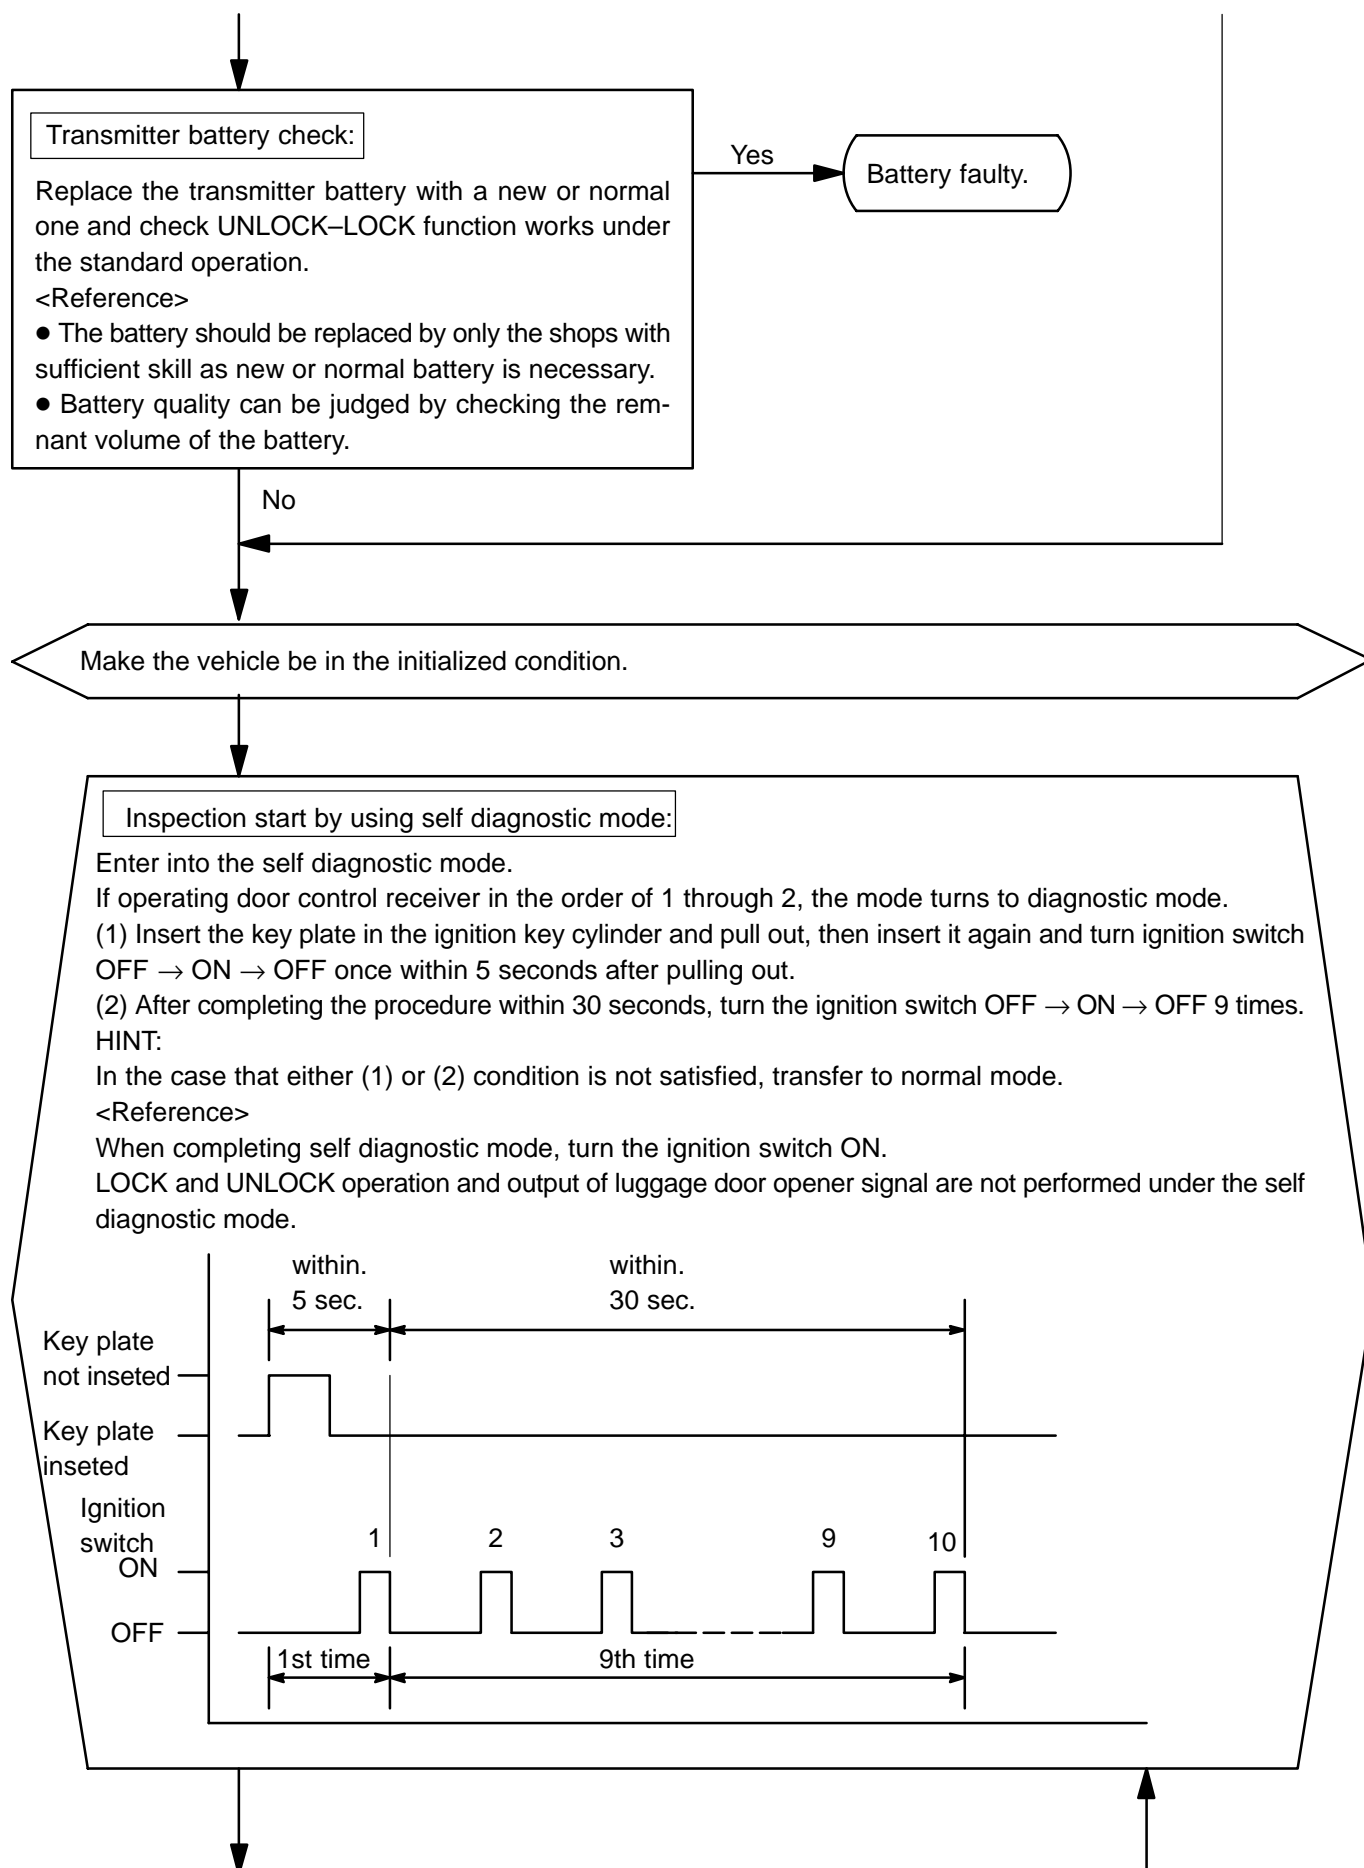 Transmitter battery check:
Yes
Battery faulty.
Replace the transmitter battery with a new or normal
one and check UNLOCK–LOCK function works under
the standard operation.
<Reference>
● The battery should be replaced by only the shops with
sufficient skill as new or normal battery is necessary.
● Battery quality can be judged by checking the rem-
nant volume of the battery.
No
Make the vehicle be in the initialized condition.
Inspection start by using self diagnostic mode:
Enter into the self diagnostic mode.
If operating door control receiver in the order of 1 through 2, the mode turns to diagnostic mode.
(1) Insert the key plate in the ignition key cylinder and pull out, then insert it again and turn ignition switch
OFF → ON → OFF once within 5 seconds after pulling out.
(2) After completing the procedure within 30 seconds, turn the ignition switch OFF → ON → OFF 9 times.
HINT:
In the case that either (1) or (2) condition is not satisfied, transfer to normal mode.
<Reference>
When completing self diagnostic mode, turn the ignition switch ON.
LOCK and UNLOCK operation and output of luggage door opener signal are not performed under the self
diagnostic mode.
within.
5 sec.
within.
30 sec.
Key plate
not inseted
Key plate
inseted
Ignition
switch
1 2 3 9 10
ON
OFF
1st time
9th time